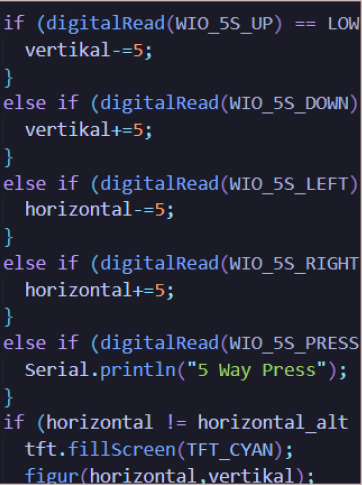 if (digitalRead(WIO_5S_UP) == LOW
vertikal-=5;
}
else if (digitalRead(WIO_5S_DOWN)
vertikal+=5;
}
else if (digitalRead(WIO_5S_LEFT)
horizontal-=5;
}
else if (digitalRead(WIO_5S_RIGHT
horizontal+=5;
}
else if (digitalRead(WIO_5S_PRESS
Serial.println("5 Way Press");
}
if (horizontal != horizontal_alt
tft.fillScreen(TFT_CYAN);
figur(horizontal,vertikal);